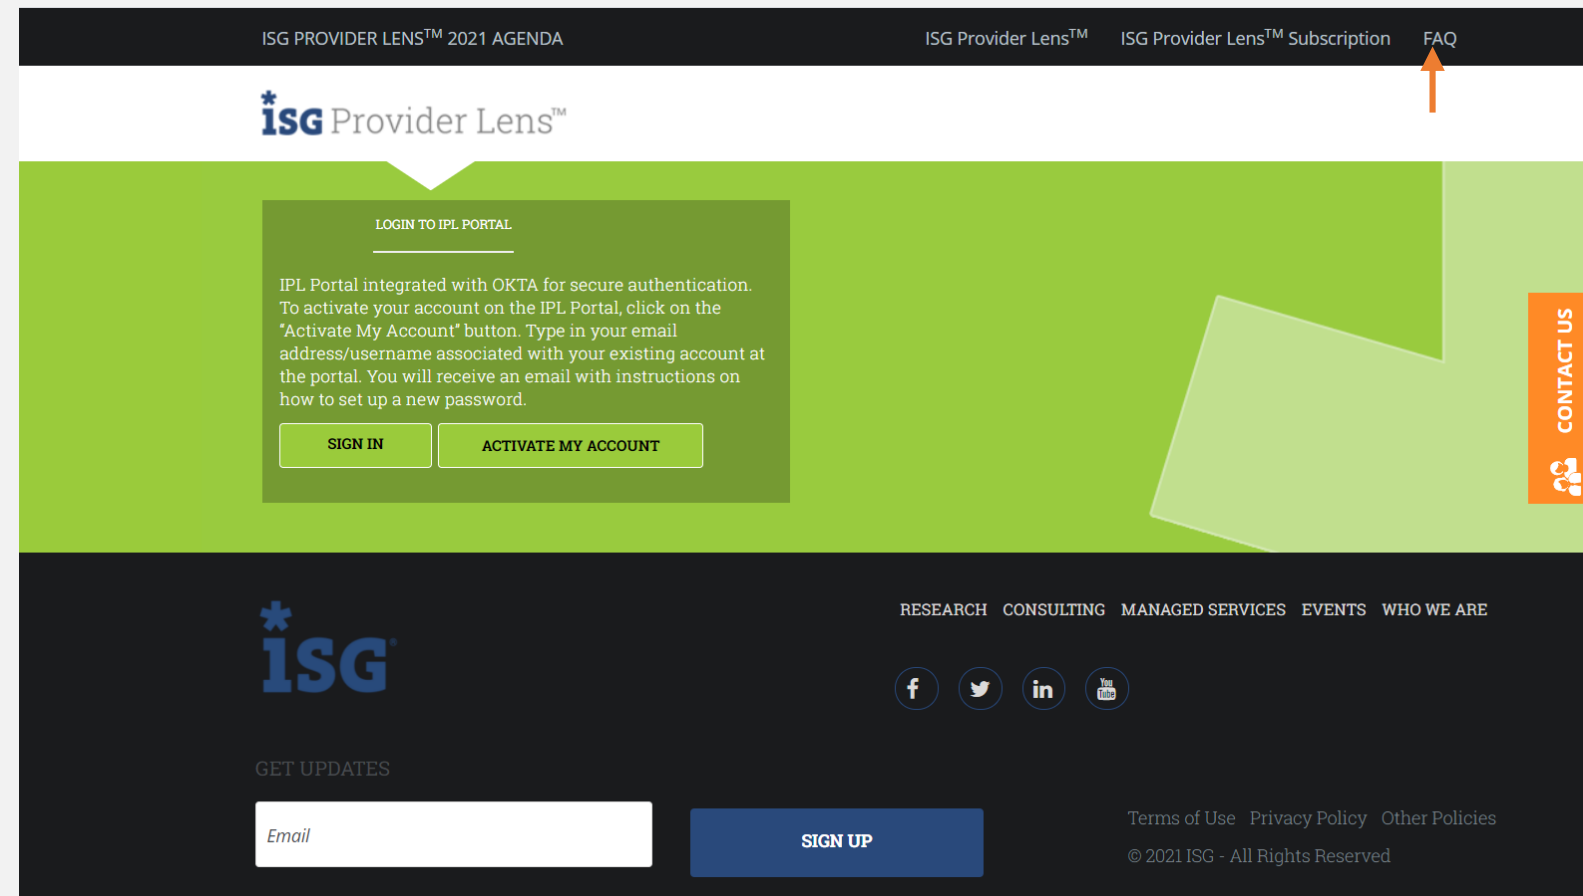 ISG PROVIDER LENS™ 2021 AGENDA
ISG Provider Lens™ ISG Provider Lens™ Subscription FAQ
ISG Provider Lens™
LOGIN TO IPL PORTAL
IPL Portal integrated with OKTA for secure authentication.
To activate your account on the IPL Portal, click on the
"Activate My Account" button. Type in your email
address/username associated with your existing account at
the portal. You will receive an email with instructions on
how to set up a new password.
SIGN IN
ACTIVATE MY ACCOUNT
CONTACT US
ISG®
RESEARCH CONSULTING MANAGED SERVICES EVENTS WHO WE ARE
f in You Tube
GET UPDATES
Email
SIGN UP
Terms of Use Privacy Policy Other Policies
© 2021 ISG - All Rights Reserved